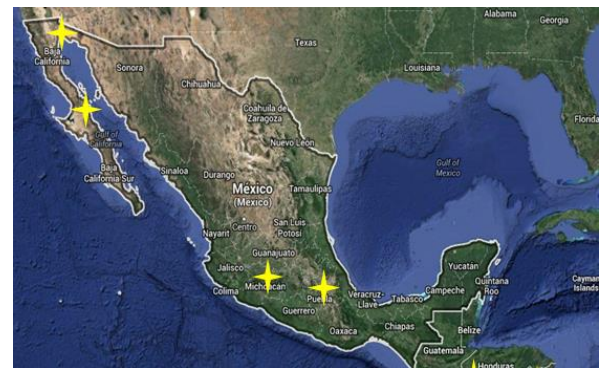 Alabama
Georgia
Texas
Louisiana
Florida
Baja
California
Sonora
Chihuahua
Coahuila de
Zaragoza
Gulf of
California
Nuevo León
Gulf of
Mexico
Baja
California Sur
Sinaloa
Durango
Mexico
(México)
Tamaulipas
Centro
San Luis
Potosí
Nayarit
Guanajuato
Jalisco
Colima
Michoacán
Puebla
Guerrero
Veracruz-
Llave
Tabasco
Campeche
Yucatán
Quintana
Roo
Cayman
Islands
Oaxaca
Chiapas
Belize
Guatemala
Honduras